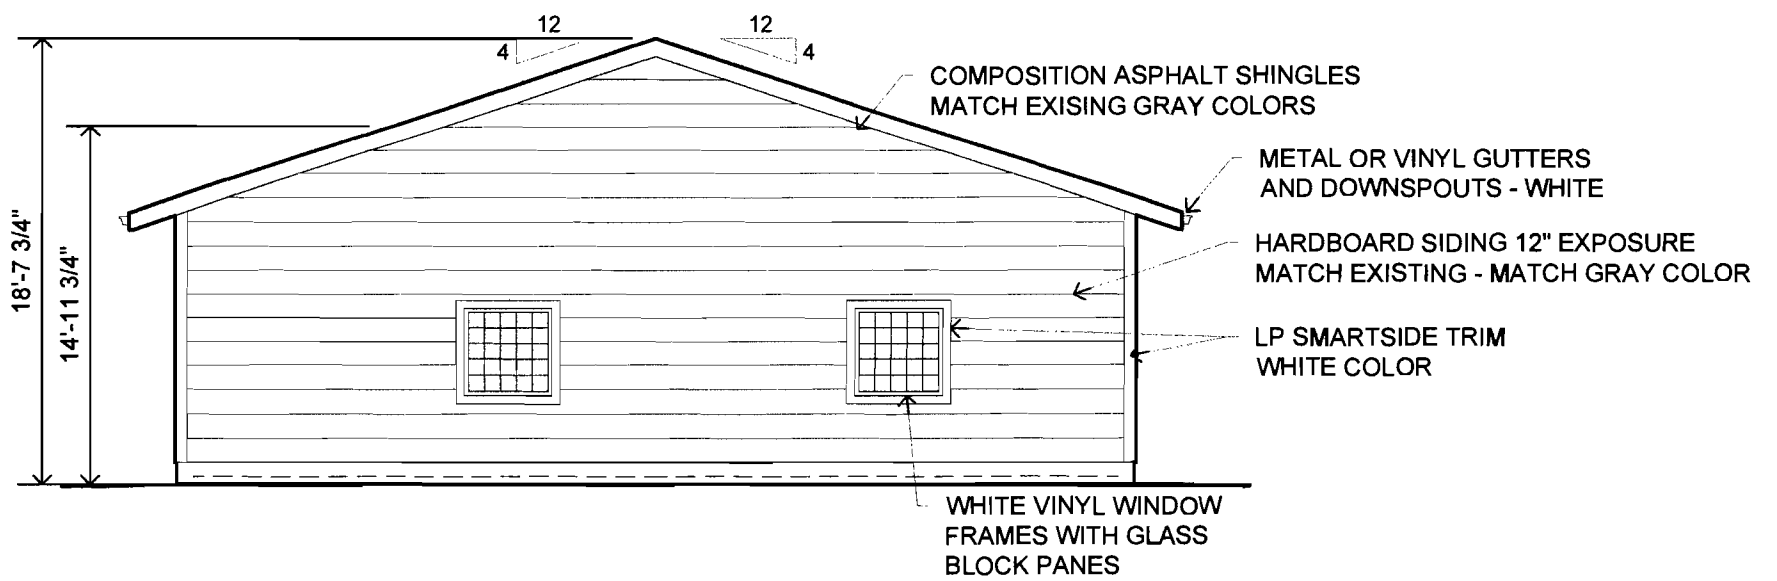 12
12
4
4
COMPOSITION ASPHALT SHINGLES
MATCH EXISING GRAY COLORS
METAL OR VINYL GUTTERS
AND DOWNSPOUTS - WHITE
18'-7 3/4"
14'-11 3/4"
HARDBOARD SIDING 12" EXPOSURE
MATCH EXISTING - MATCH GRAY COLOR
LP SMARTSIDE TRIM
WHITE COLOR
WHITE VINYL WINDOW
FRAMES WITH GLASS
BLOCK PANES